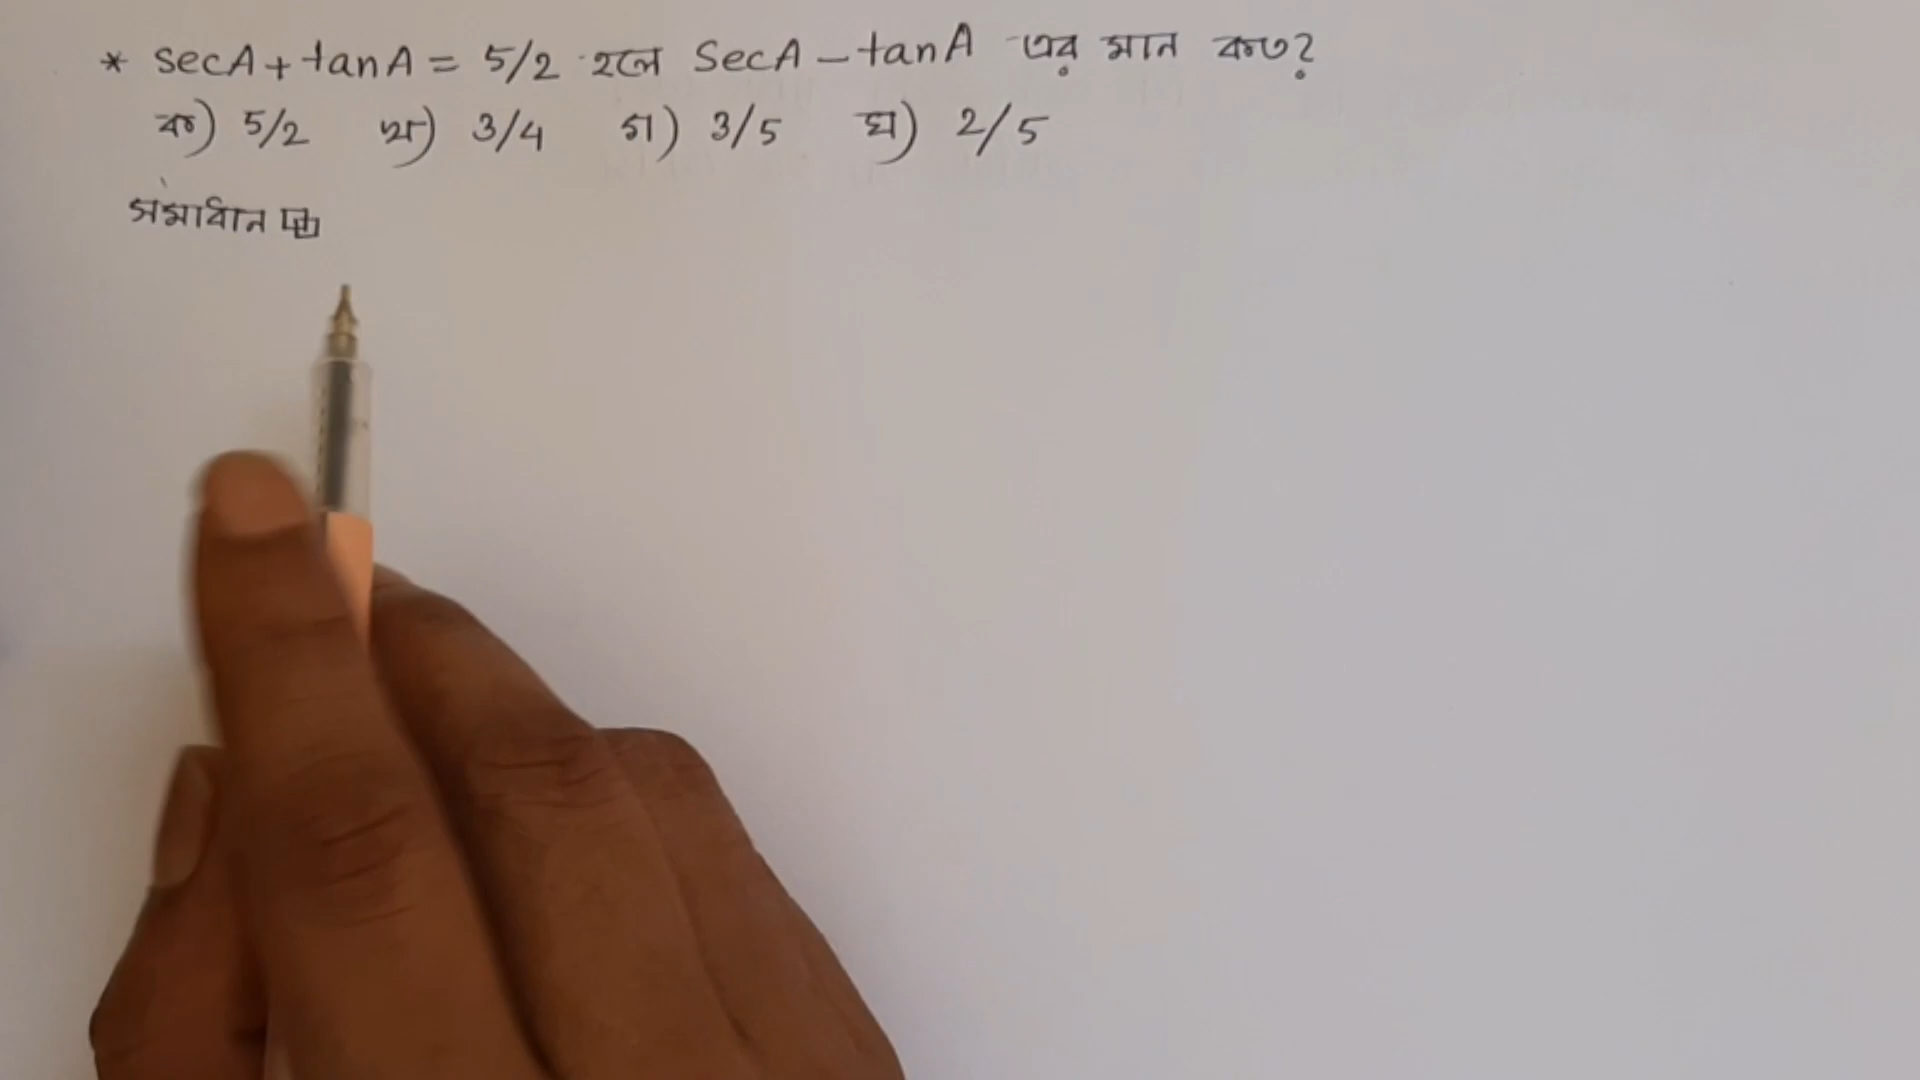 * secA + tanA = 5/2 হলে SecA - tanA এর মান কত?
ক) 5/2 খ) 3/4 গ) 3/5 ঘ) 2/5
সমাধান